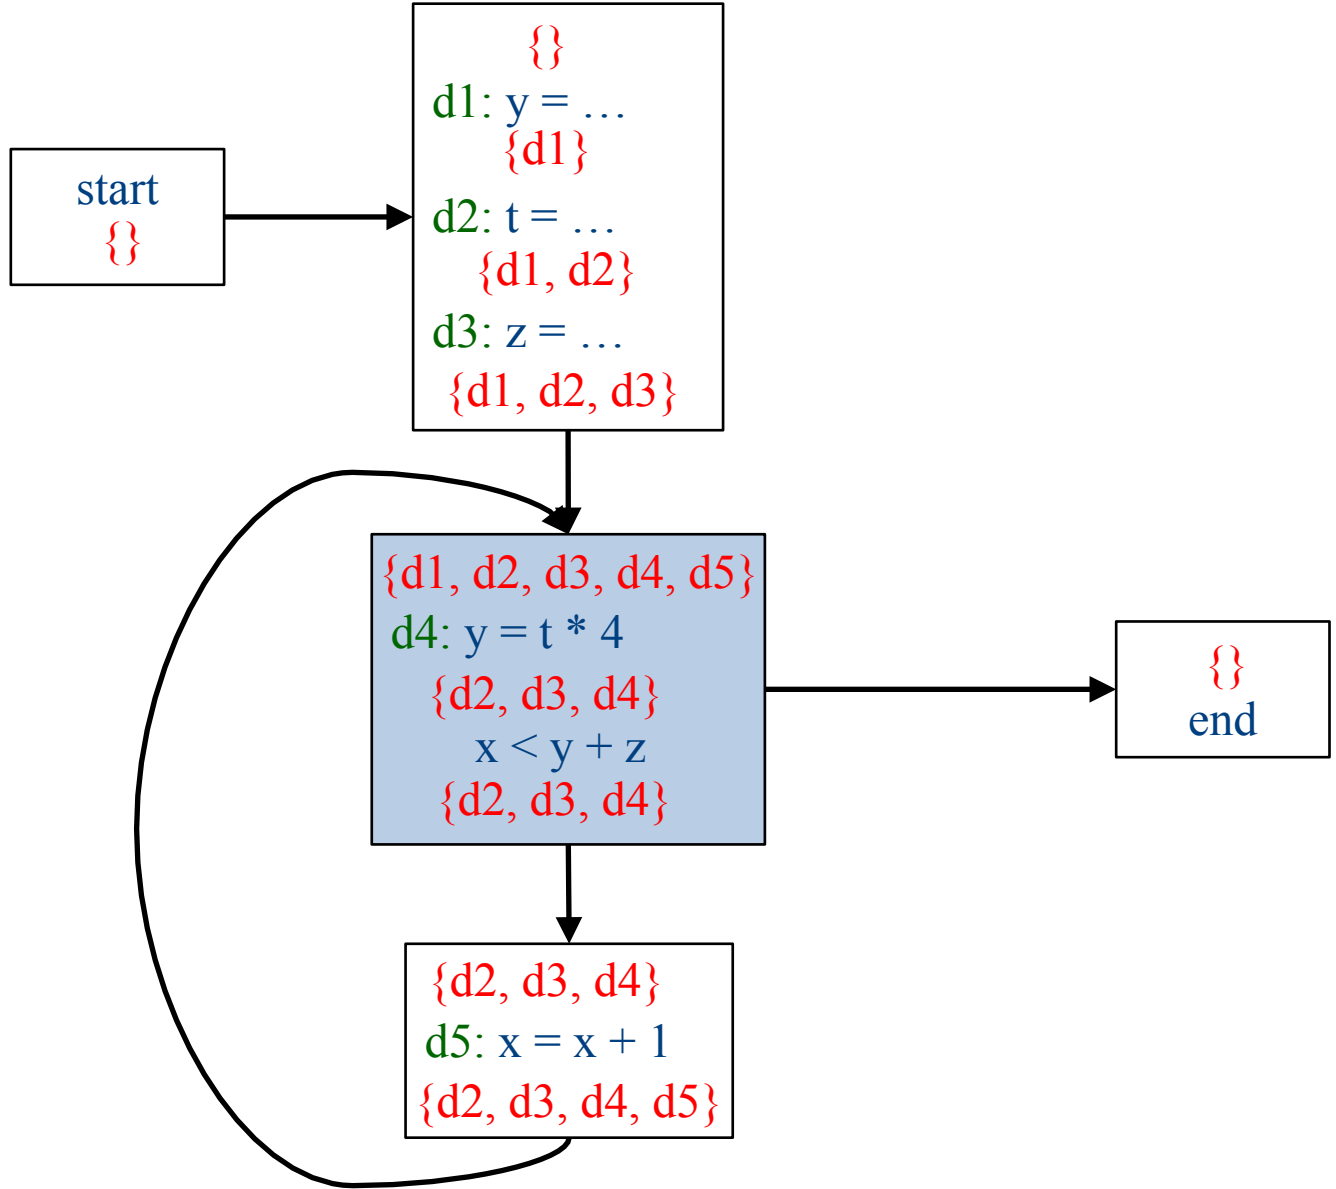 start
{}
{}
d1: y = …
{d1}
d2: t = …
{d1, d2}
d3: z = …
{d1, d2, d3}
{d1, d2, d3, d4, d5}
d4: y = t * 4
{d2, d3, d4}
x < y + z
{d2, d3, d4}
{}
end
{d2, d3, d4}
d5: x = x + 1
{d2, d3, d4, d5}